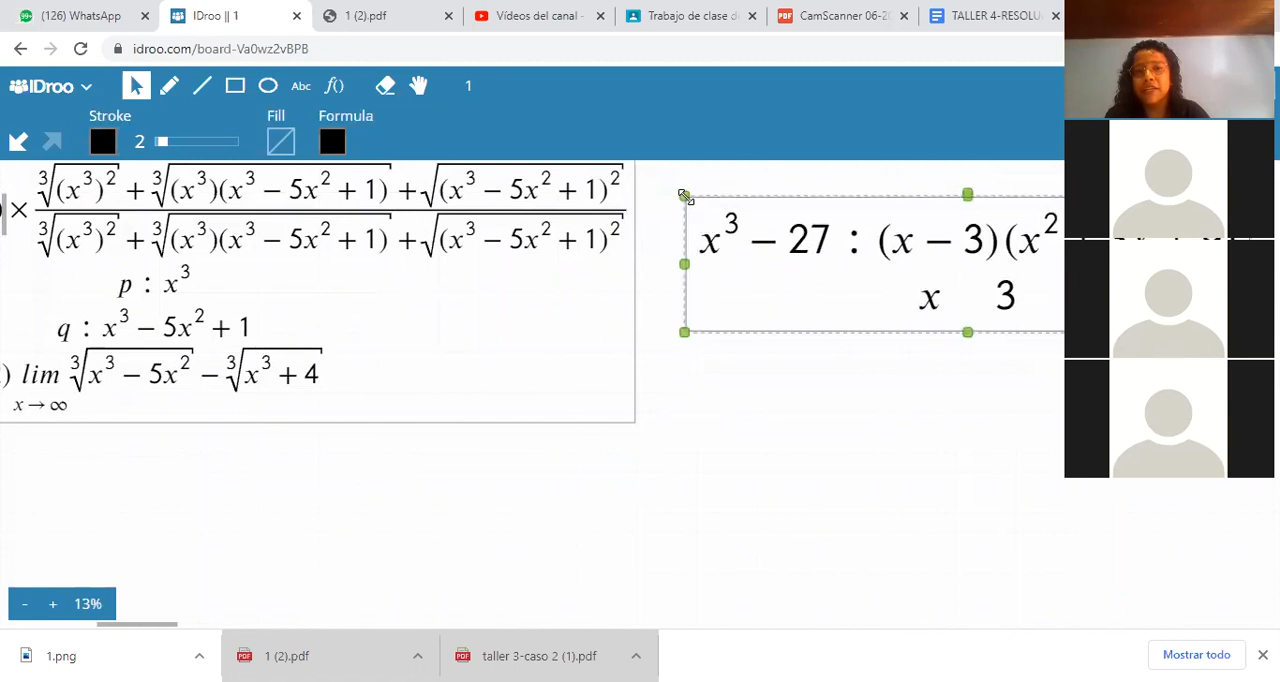 (126) WhatsApp
IDroo || 1
1 (2).pdf
Vídeos del canal -
Trabajo de clase d
CamScanner 06-2
TALLER 4-RESOLU
idroo.com/board-Va0wz2vBPB
IDroo
Abc
f()
1
Stroke
2
Fill
Formula
× ∛(x³)² + ∛(x³)(x³ − 5x² + 1) + √(x³ − 5x² + 1)²
∛(x³)² + ∛(x³)(x³ − 5x² + 1) + √(x³ − 5x² + 1)²
p : x³
q : x³ − 5x² + 1
) lim ∛x³ − 5x² − ∛x³ + 4
x → ∞
x³ − 27 : (x − 3)(x²
x 3
- + 13%
1.png
1 (2).pdf
taller 3-caso 2 (1).pdf
Mostrar todo